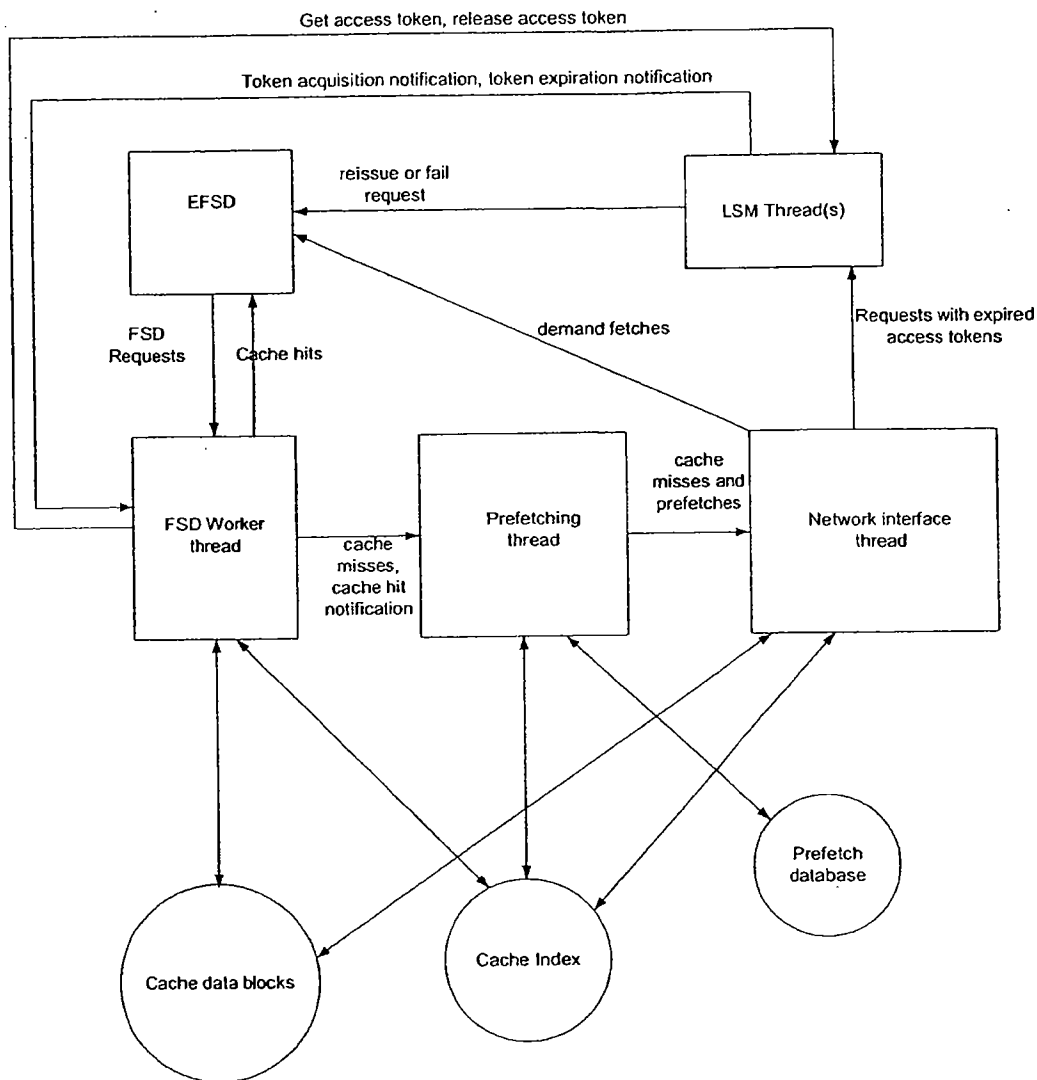 Get access token, release access token
Token acquisition notification, token expiration notification
EFSD
reissue or fail
request
LSM Thread(s)
FSD
Requests
Cache hits
demand fetches
Requests with expired
access tokens
FSD Worker
thread
cache
misses,
cache hit
notification
Prefetching
thread
cache
misses and
prefetches
Network interface
thread
Prefetch
database
Cache data blocks
Cache Index